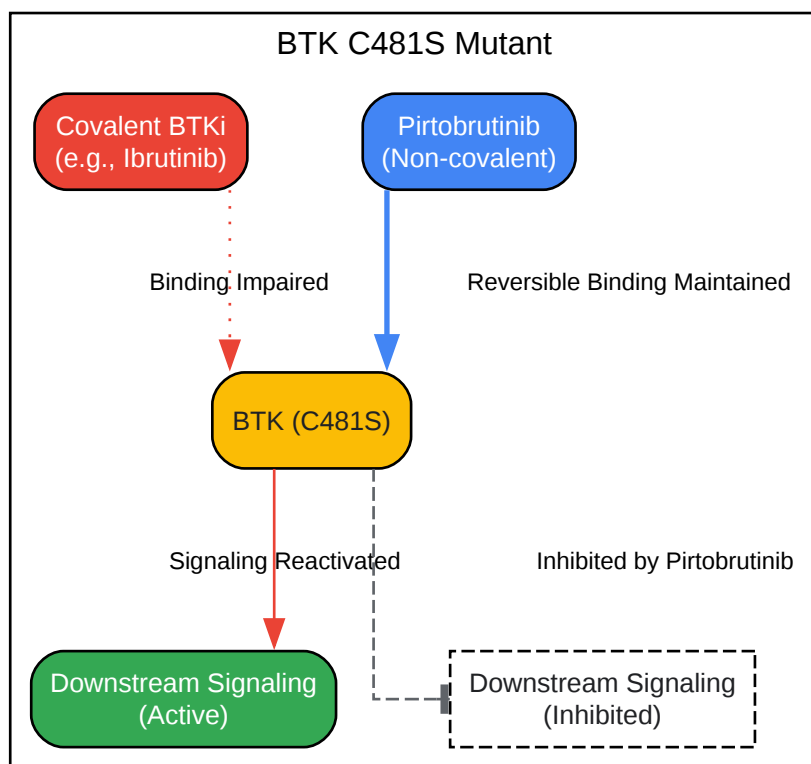 BTK C481S Mutant
Covalent BTKi
(e.g., Ibrutinib)
Pirtobrutinib
(Non-covalent)
Binding Impaired
Reversible Binding Maintained
BTK (C481S)
Signaling Reactivated
Inhibited by Pirtobrutinib
Downstream Signaling
(Active)
Downstream Signaling
(Inhibited)